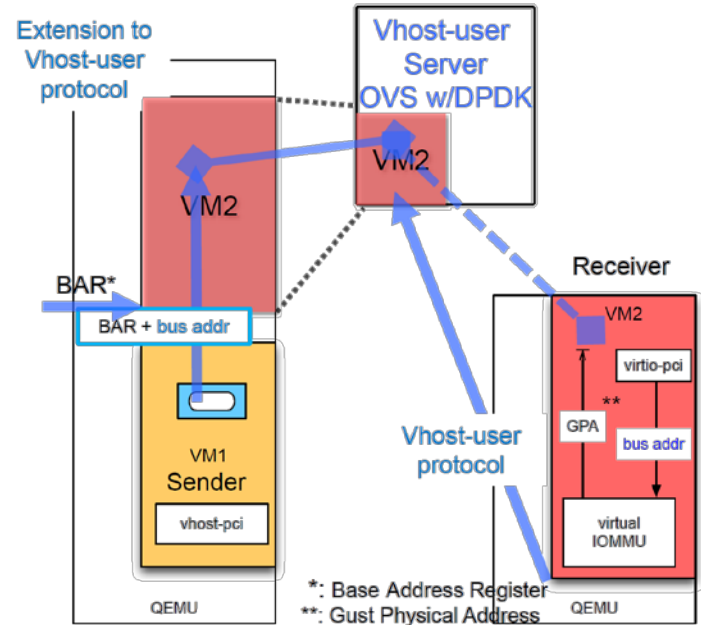 Extension to
Vhost-user
protocol
Vhost-user
Server
OVS w/DPDK
VM2
VM2
BAR*
BAR + bus addr
Receiver
VM2
virtio-pci
**
GPA
bus addr
VM1
Sender
vhost-pci
Vhost-user
protocol
virtual
IOMMU
*: Base Address Register
**: Gust Physical Address
QEMU
QEMU